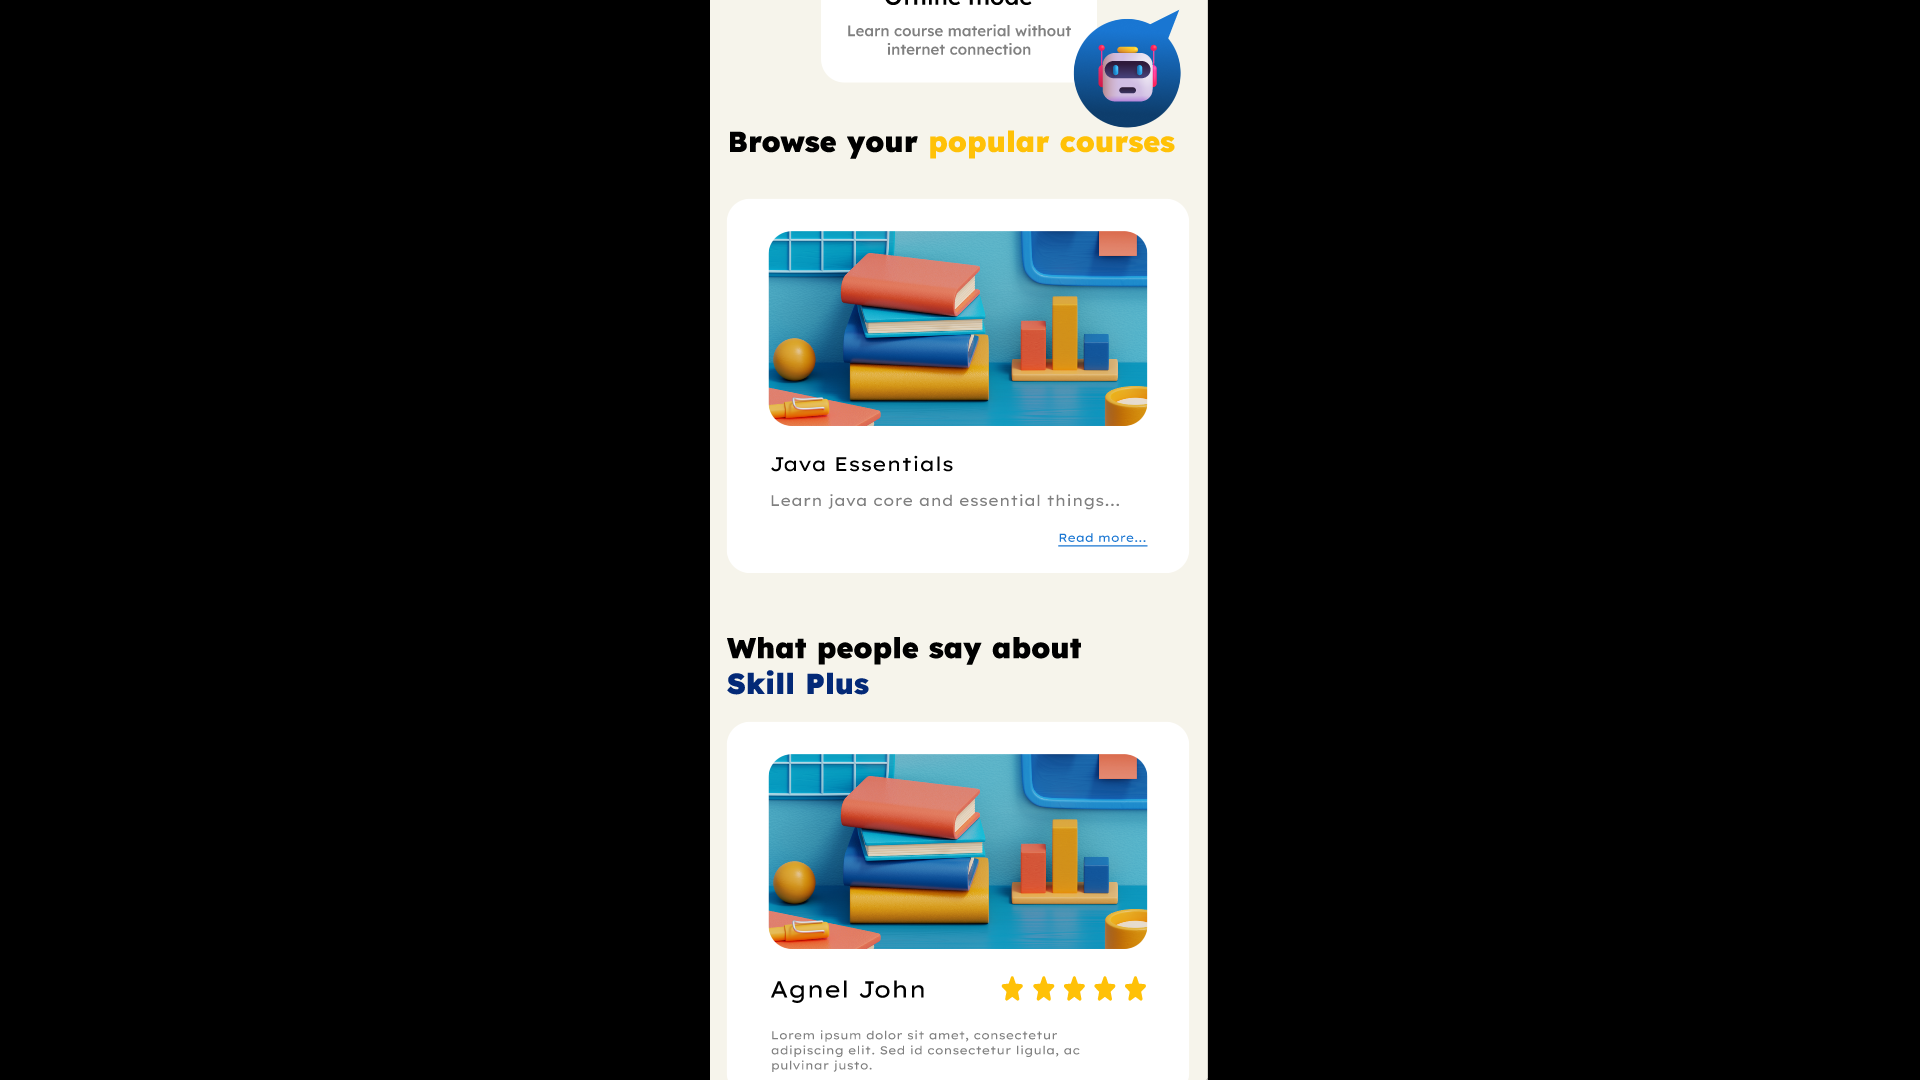 Offline mode
Learn course material without
internet connection
Browse your popular courses
Java Essentials
Learn java core and essential things...
Read more...
What people say about
Skill Plus
Agnel John
Lorem ipsum dolor sit amet, consectetur
adipiscing elit. Sed id consectetur ligula, ac
pulvinar justo.